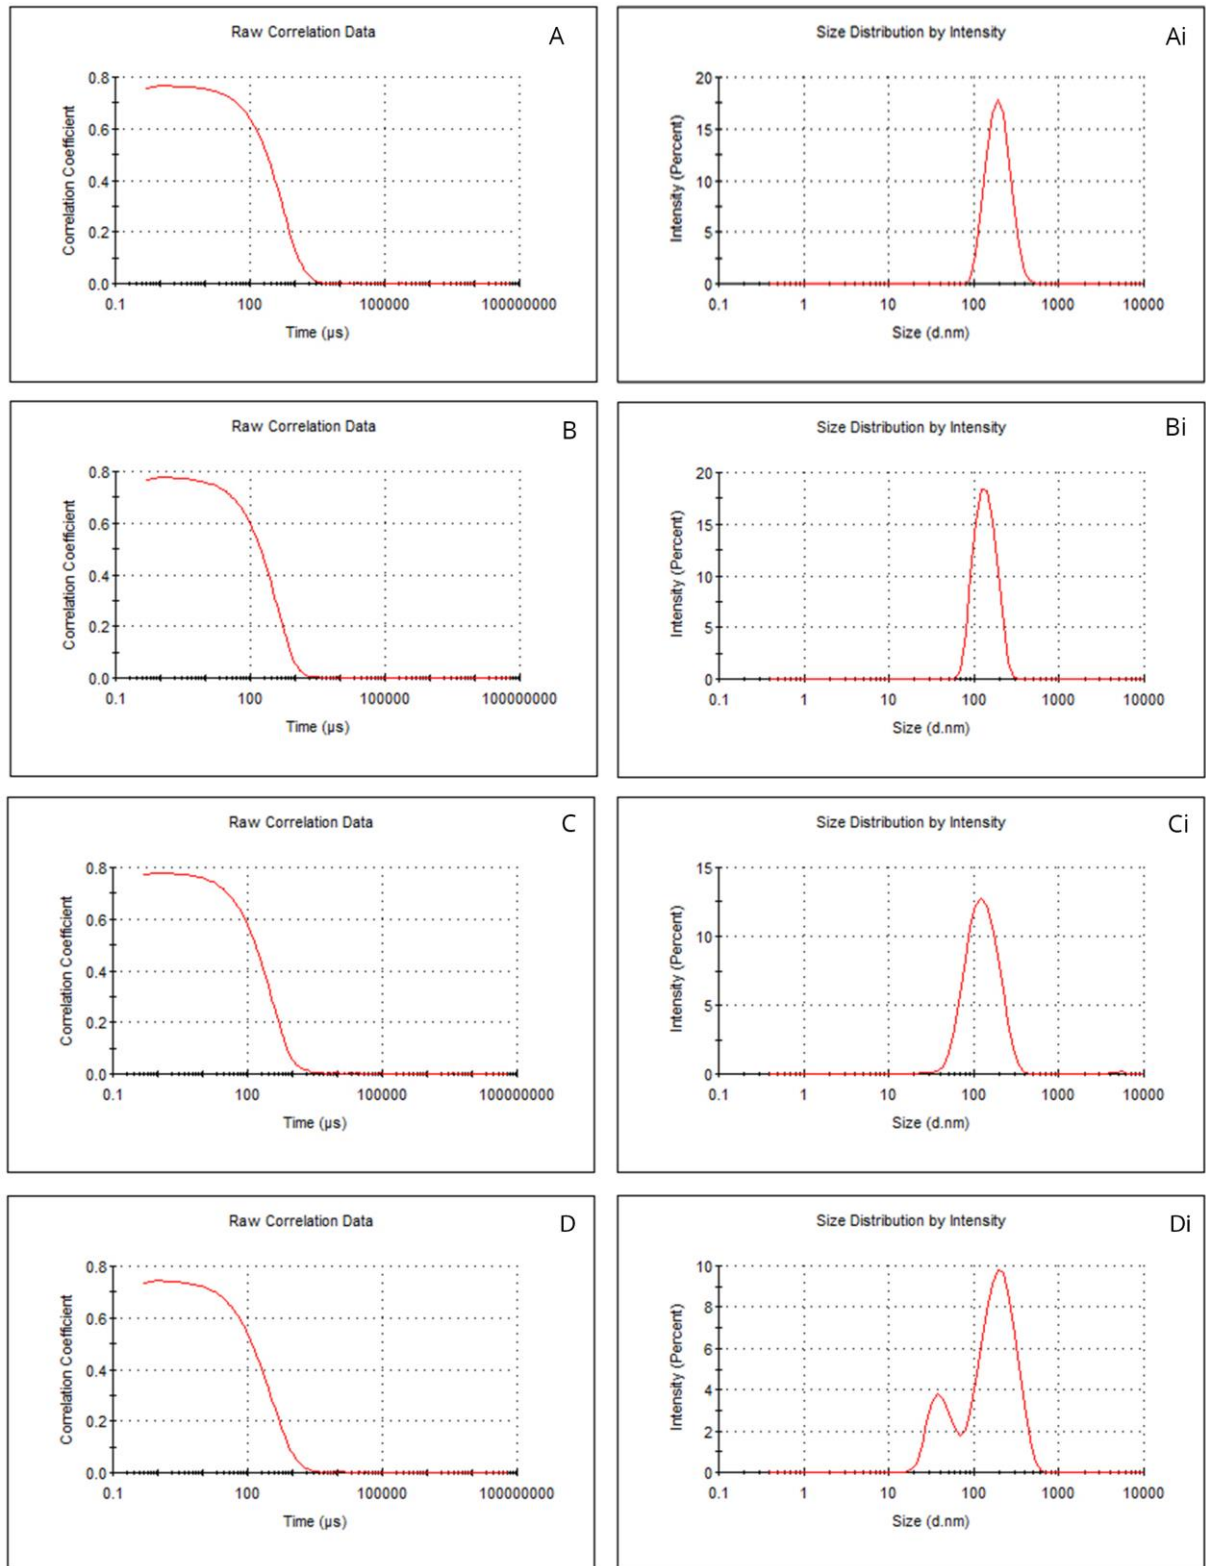 Raw Correlation Data
A
Correlation Coefficient
0.8
0.6
0.4
0.2
0.0
0.1 100 100000 100000000
Time (µs)
Size Distribution by Intensity
Ai
Intensity (Percent)
20
15
10
5
0
0.1 1 10 100 1000 10000
Size (d.nm)
Raw Correlation Data
B
Correlation Coefficient
0.8
0.6
0.4
0.2
0.0
0.1 100 100000 100000000
Time (µs)
Size Distribution by Intensity
Bi
Intensity (Percent)
20
15
10
5
0
0.1 1 10 100 1000 10000
Size (d.nm)
Raw Correlation Data
C
Correlation Coefficient
0.8
0.6
0.4
0.2
0.0
0.1 100 100000 100000000
Time (µs)
Size Distribution by Intensity
Ci
Intensity (Percent)
15
10
5
0
0.1 1 10 100 1000 10000
Size (d.nm)
Raw Correlation Data
D
Correlation Coefficient
0.8
0.6
0.4
0.2
0.0
0.1 100 100000 100000000
Time (µs)
Size Distribution by Intensity
Di
Intensity (Percent)
10
8
6
4
2
0
0.1 1 10 100 1000 10000
Size (d.nm)